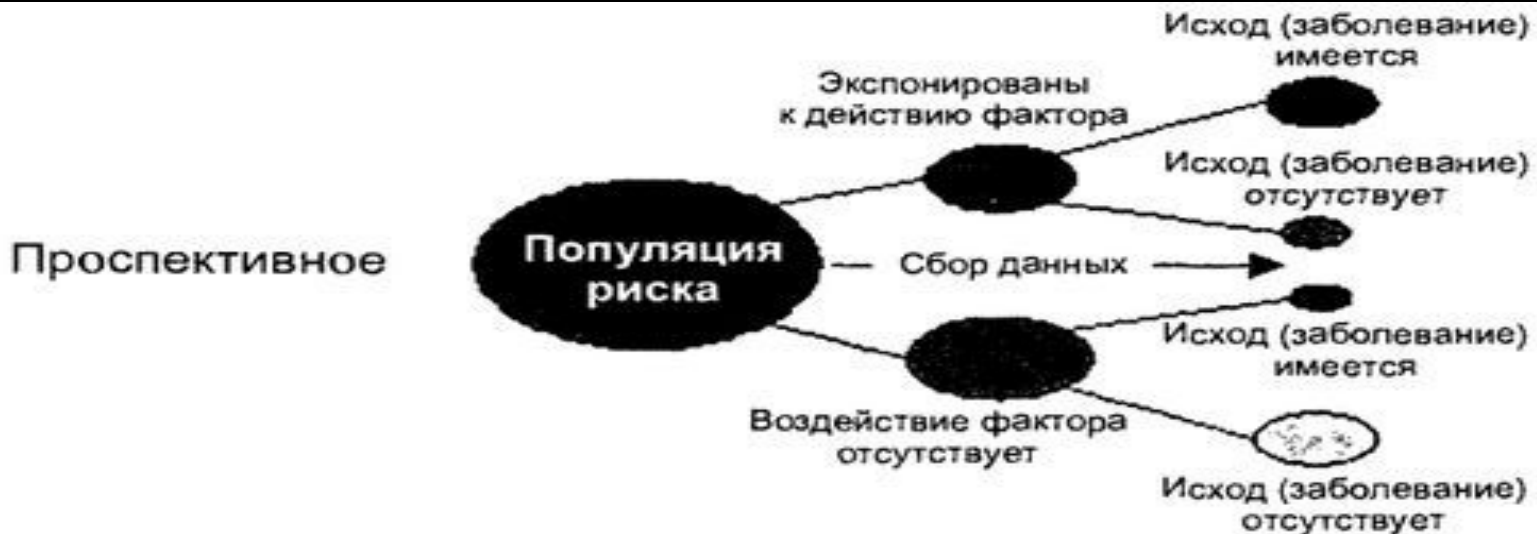 Исход (заболевание)
имеется
Экспонированы
к действию фактора
Исход (заболевание)
отсутствует
Проспективное
Популяция
риска
Сбор данных
Исход (заболевание)
имеется
Воздействие фактора
отсутствует
Исход (заболевание)
отсутствует